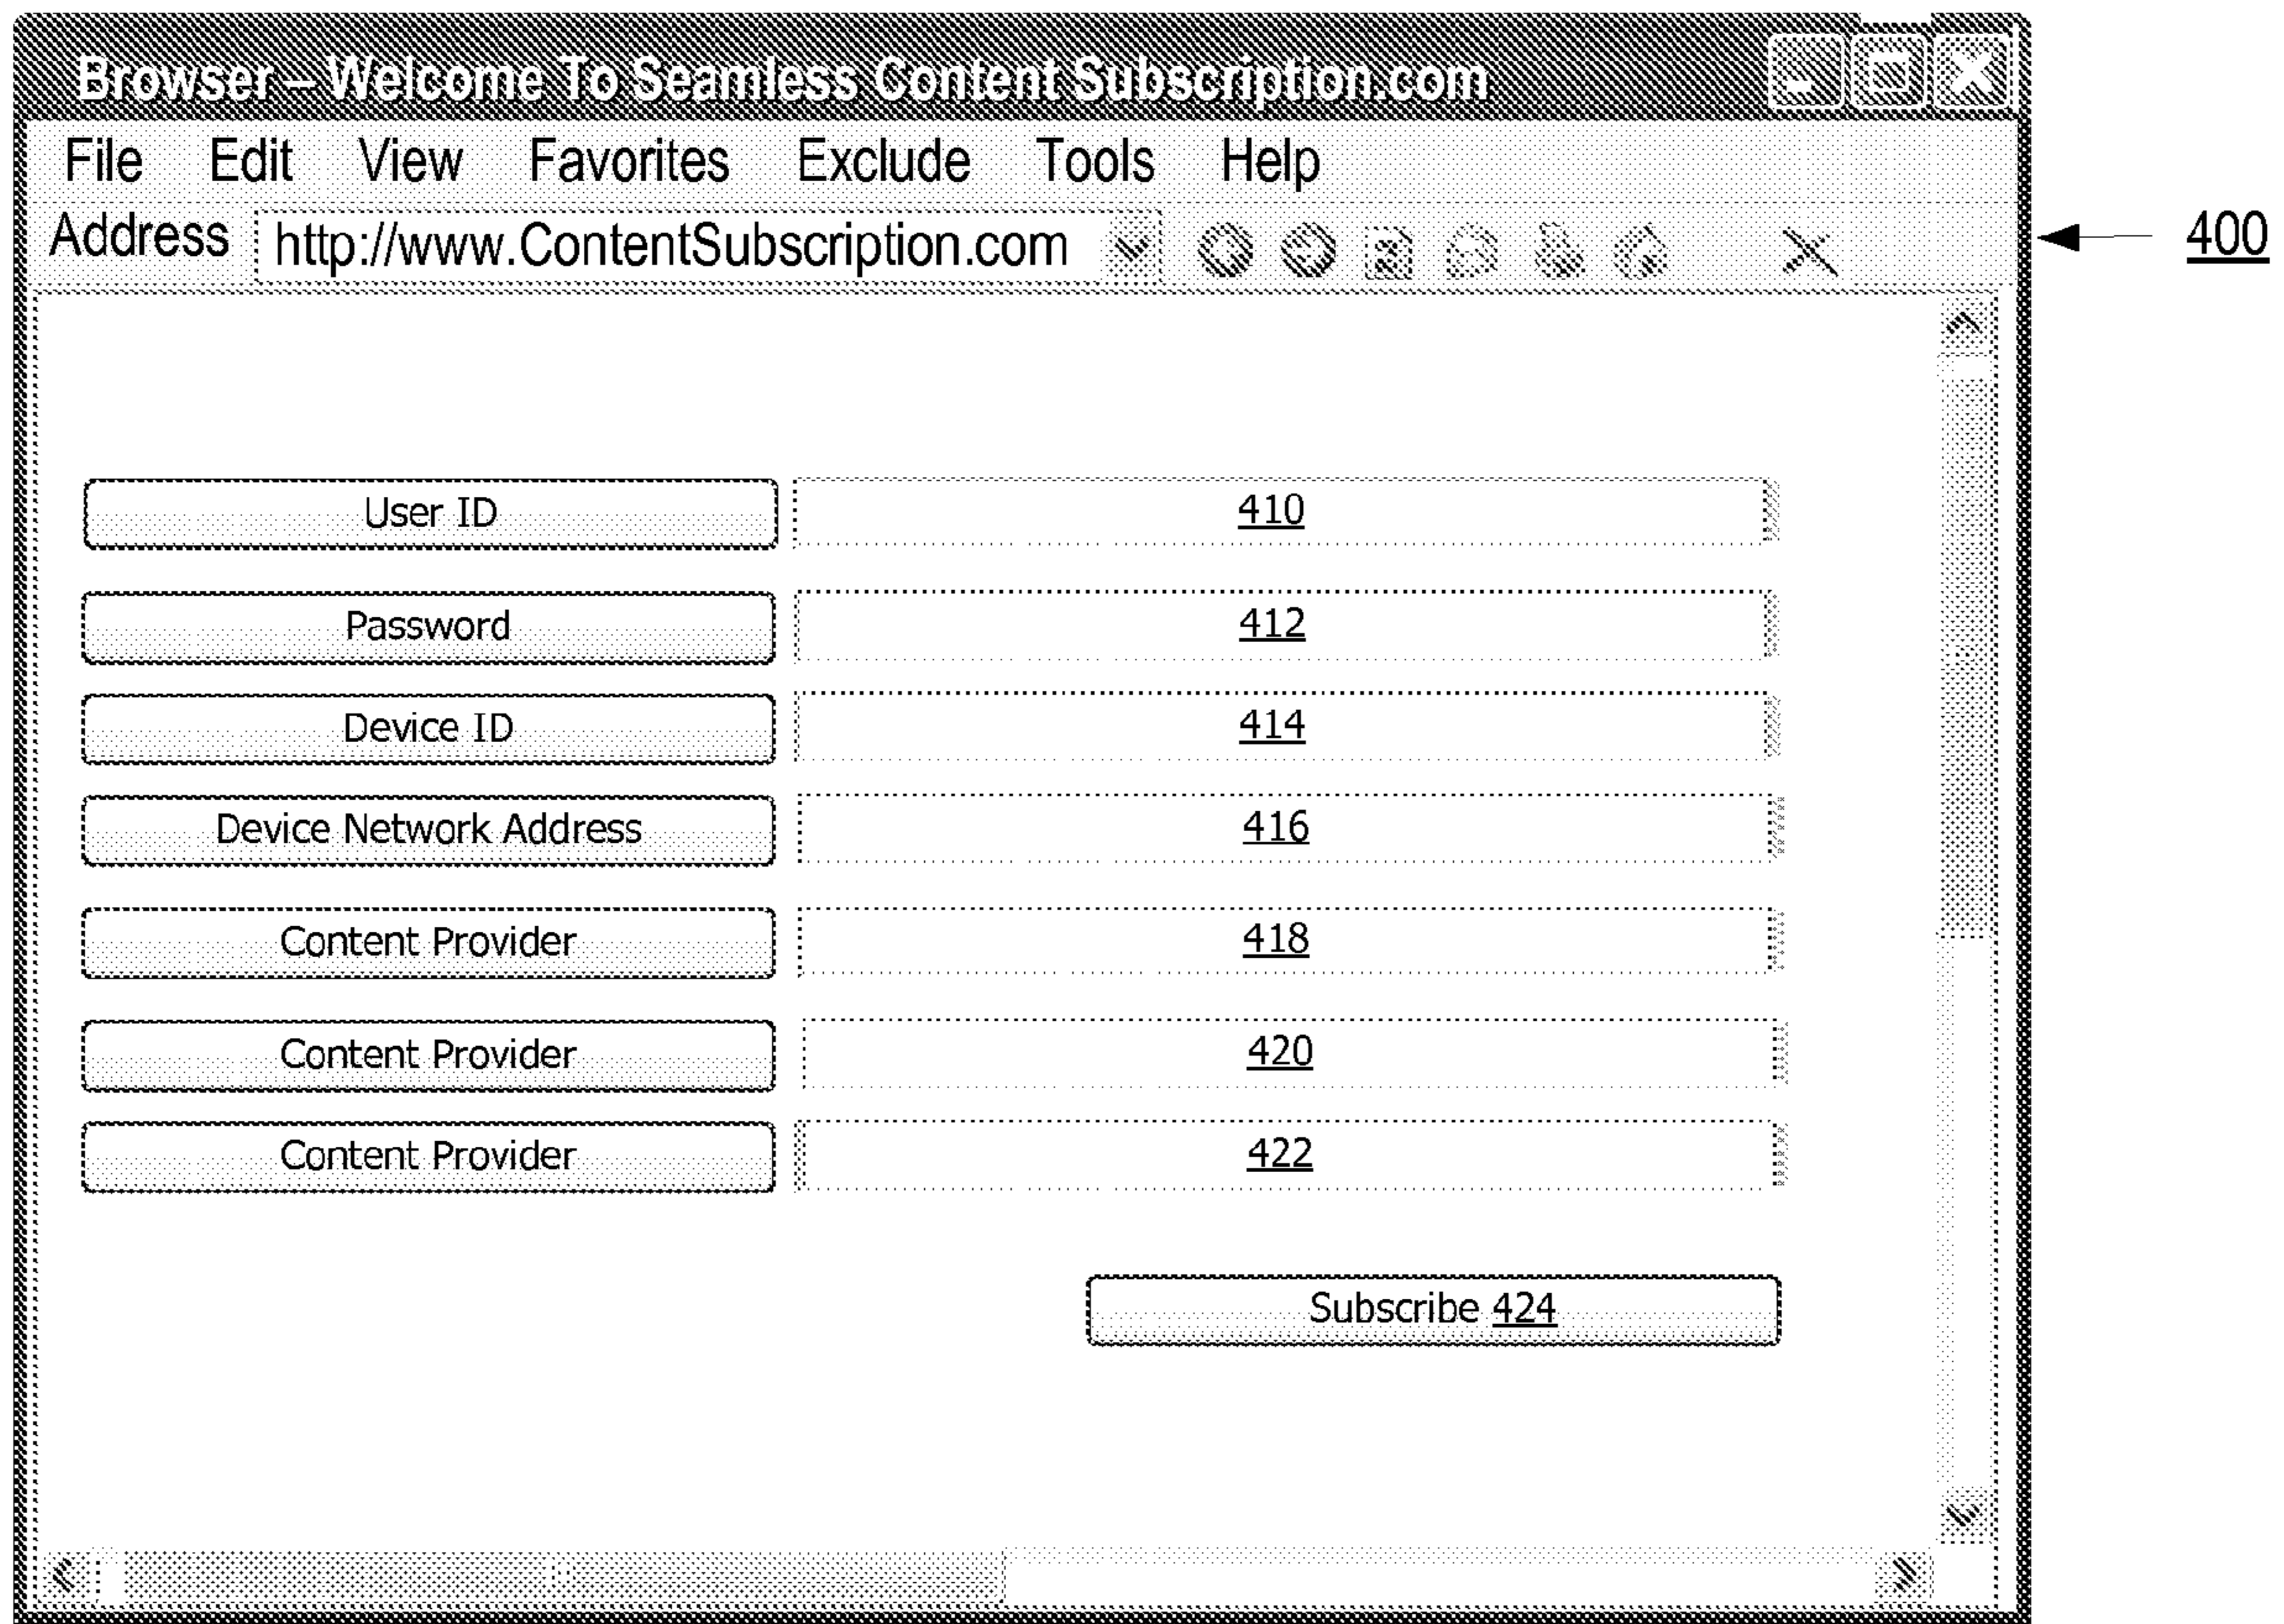 Browser – Welcome To Seamless Content Subscription.com
File Edit View Favorites Exclude Tools Help
Address http://www.ContentSubscription.com
400
User ID 410
Password 412
Device ID 414
Device Network Address 416
Content Provider 418
Content Provider 420
Content Provider 422
Subscribe 424